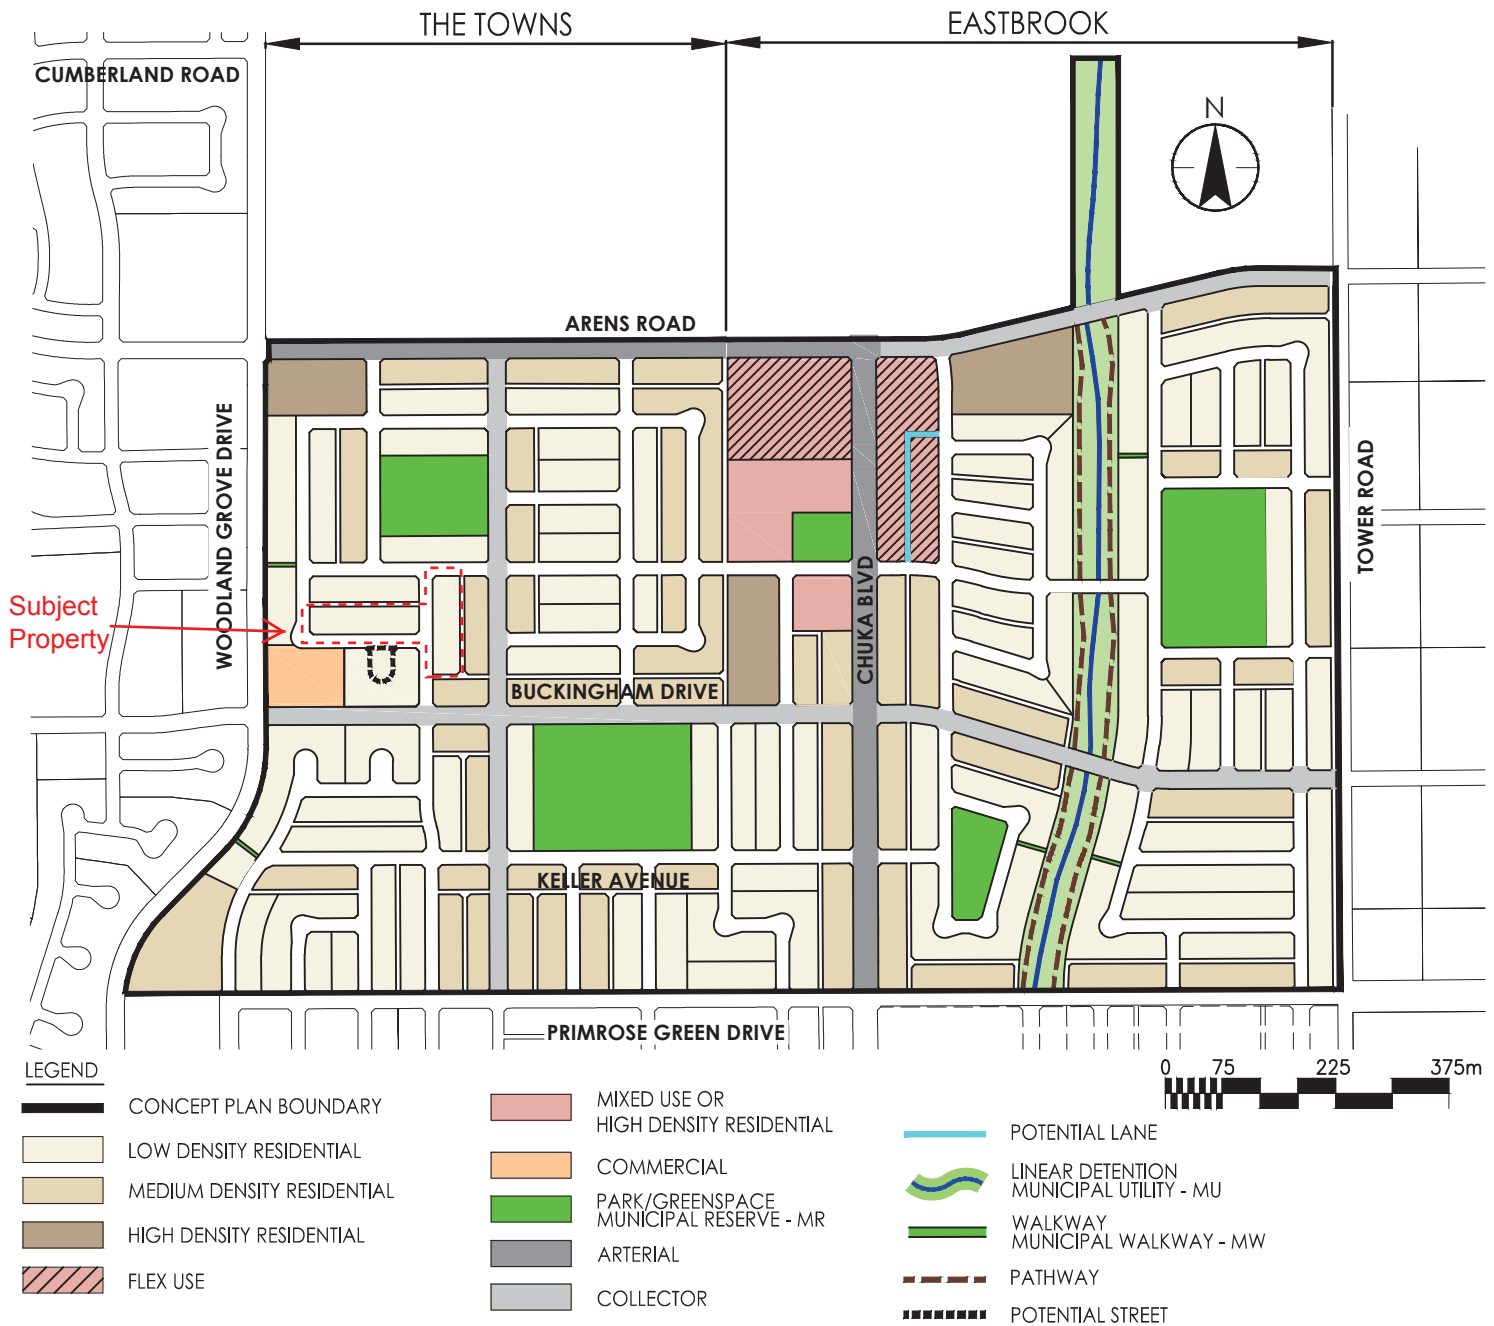 THE TOWNS
EASTBROOK
CUMBERLAND ROAD
N
ARENS ROAD
WOODLAND GROVE DRIVE
TOWER ROAD
CHUKA BLVD
Subject
Property
BUCKINGHAM DRIVE
KELLER AVENUE
PRIMROSE GREEN DRIVE
LEGEND
CONCEPT PLAN BOUNDARY
LOW DENSITY RESIDENTIAL
MEDIUM DENSITY RESIDENTIAL
HIGH DENSITY RESIDENTIAL
FLEX USE
MIXED USE OR
HIGH DENSITY RESIDENTIAL
COMMERCIAL
PARK/GREENSPACE
MUNICIPAL RESERVE - MR
ARTERIAL
COLLECTOR
0 75 225 375m
POTENTIAL LANE
LINEAR DETENTION
MUNICIPAL UTILITY - MU
WALKWAY
MUNICIPAL WALKWAY - MW
PATHWAY
POTENTIAL STREET